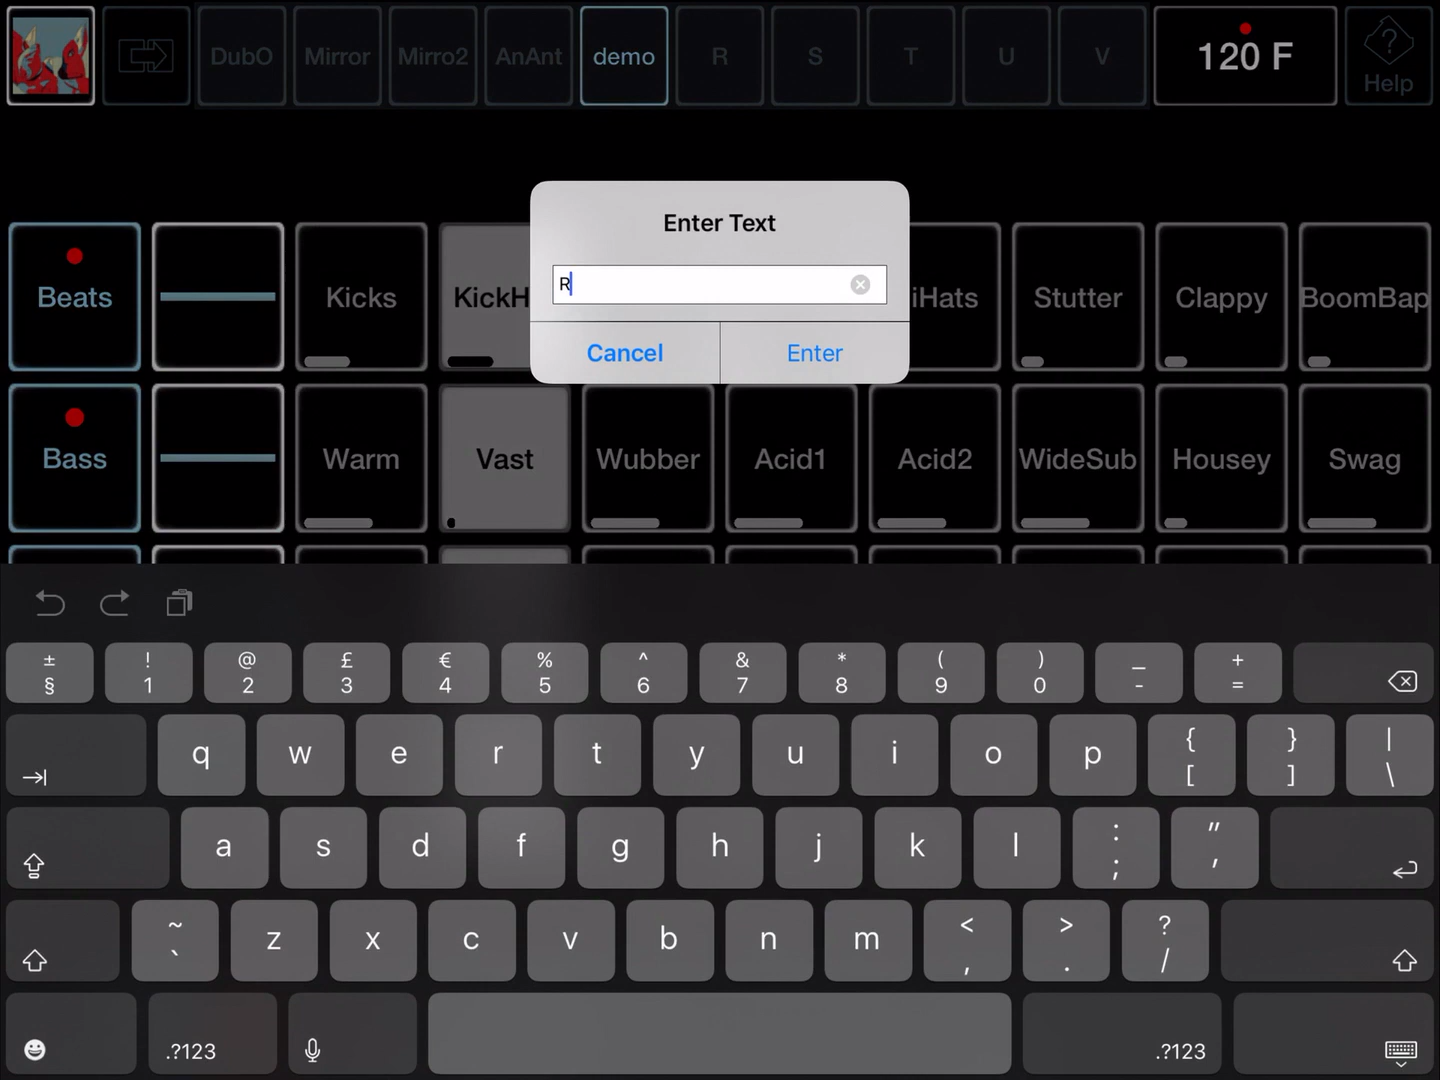 DubO Mirror Mirro2 AnAnt demo R S T U V 120 F Help
Enter Text
R
Cancel Enter
Beats Kicks KickH iHats Stutter Clappy BoomBap
Bass Warm Vast Wubber Acid1 Acid2 WideSub Housey Swag
± ! @ £ € % ^ & * ( ) _ +
§ 1 2 3 4 5 6 7 8 9 0 - =
q w e r t y u i o p { } |
[ ] \
a s d f g h j k l : "
; '
~ z x c v b n m < > ?
` , . /
.?123 .?123